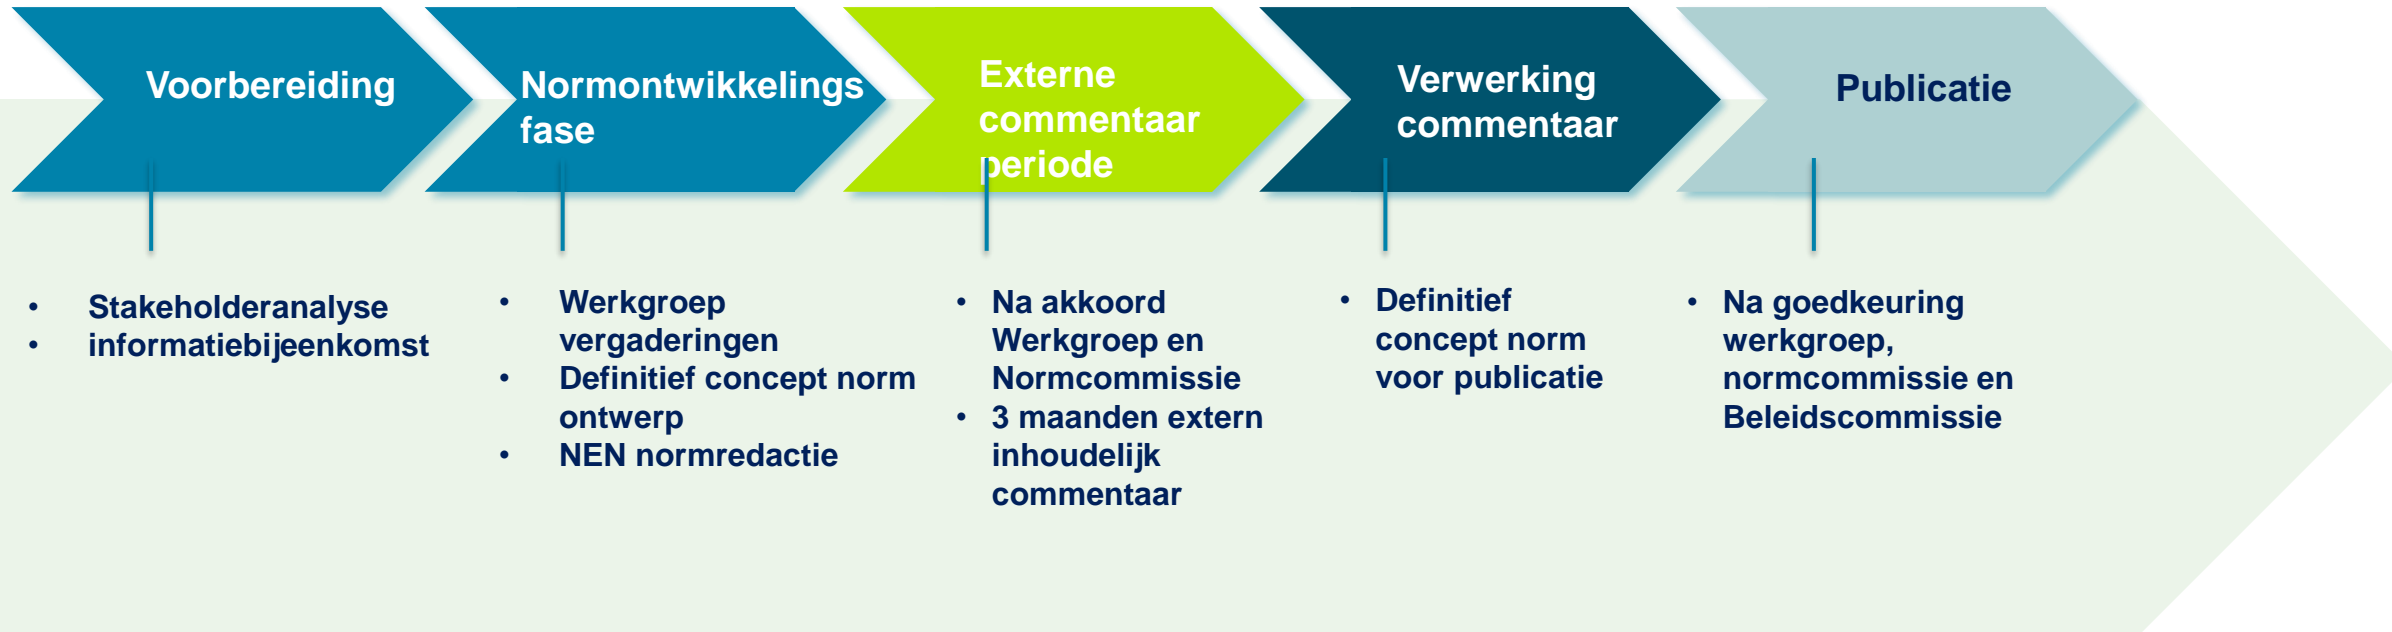 Voorbereiding
Normontwikkelings
fase
Externe
commentaar
periode
Verwerking
commentaar
Publicatie
• Stakeholderanalyse
• informatiebijeenkomst
• Werkgroep
vergaderingen
• Definitief concept norm
ontwerp
• NEN normredactie
• Na akkoord
Werkgroep en
Normcommissie
• 3 maanden extern
inhoudelijk
commentaar
• Definitief
concept norm
voor publicatie
• Na goedkeuring
werkgroep,
normcommissie en
Beleidscommissie